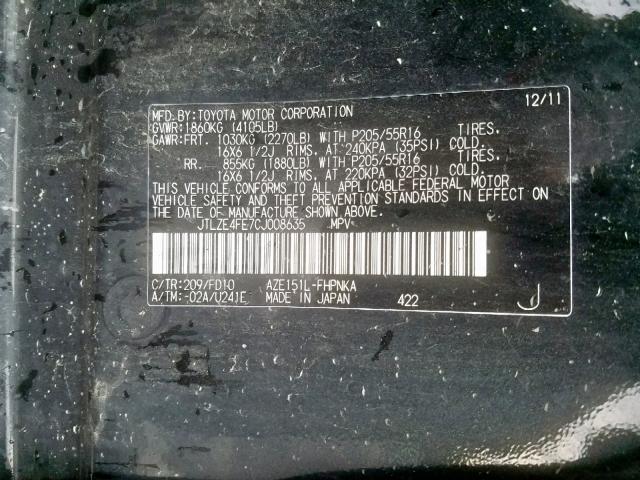 12/11
MFD. BY: TOYOTA MOTOR CORPORATION
GVWR: 1860KG (4105LB)
GAWR: FRT. 1030KG (2270LB) WITH P205/55R16 TIRES,
16X6 1/2J RIMS, AT 240KPA (35PSI) COLD.
RR. 855KG (1880LB) WITH P205/55R16 TIRES,
16X6 1/2J RIMS, AT 220KPA (32PSI) COLD.
THIS VEHICLE CONFORMS TO ALL APPLICABLE FEDERAL MOTOR
VEHICLE SAFETY AND THEFT PREVENTION STANDARDS IN EFFECT ON
THE DATE OF MANUFACTURE SHOWN ABOVE.
JTLZE4FE7CJ008635 MPV
C/TR: 209/FD10 AZE151L-FHPNKA
A/TM: -02A/U241E MADE IN JAPAN 422 J